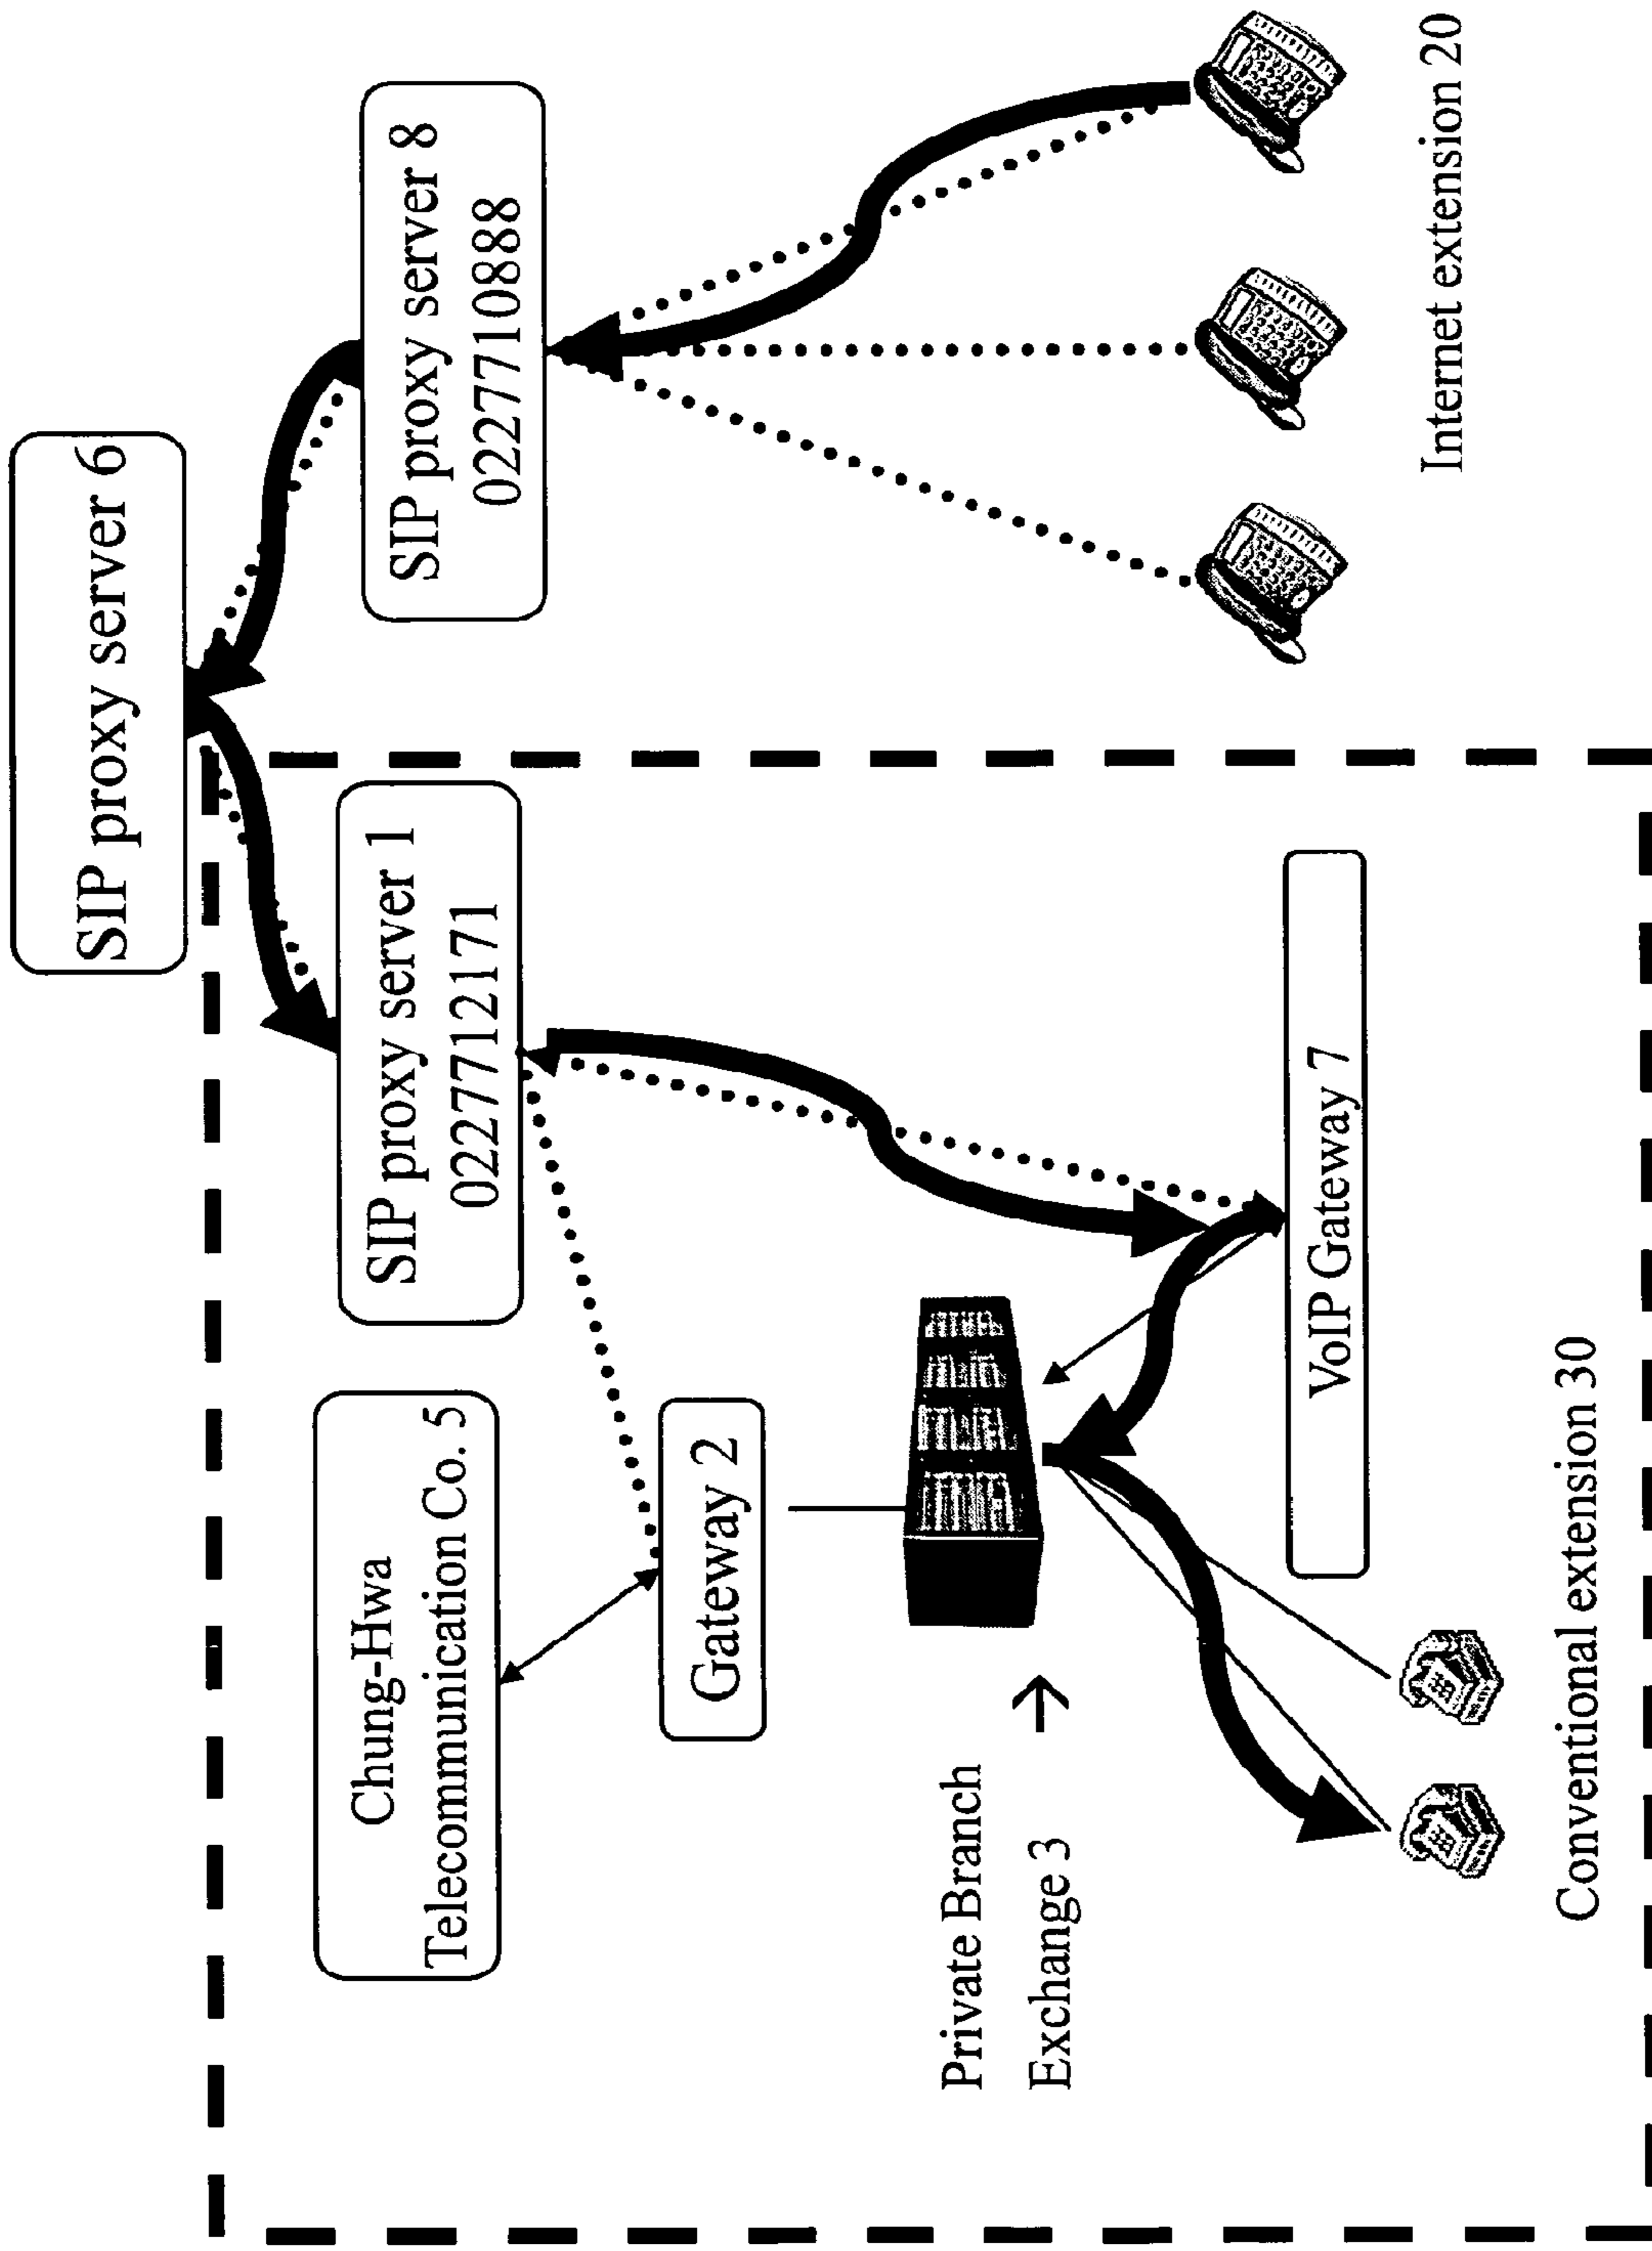 SIP proxy server 6
Chung-Hwa
Telecommunication Co. 5
SIP proxy server 1
0227712171
SIP proxy server 8
0227710888
Gateway 2
Private Branch
Exchange 3
VoIP Gateway 7
Conventional extension 30
Internet extension 20